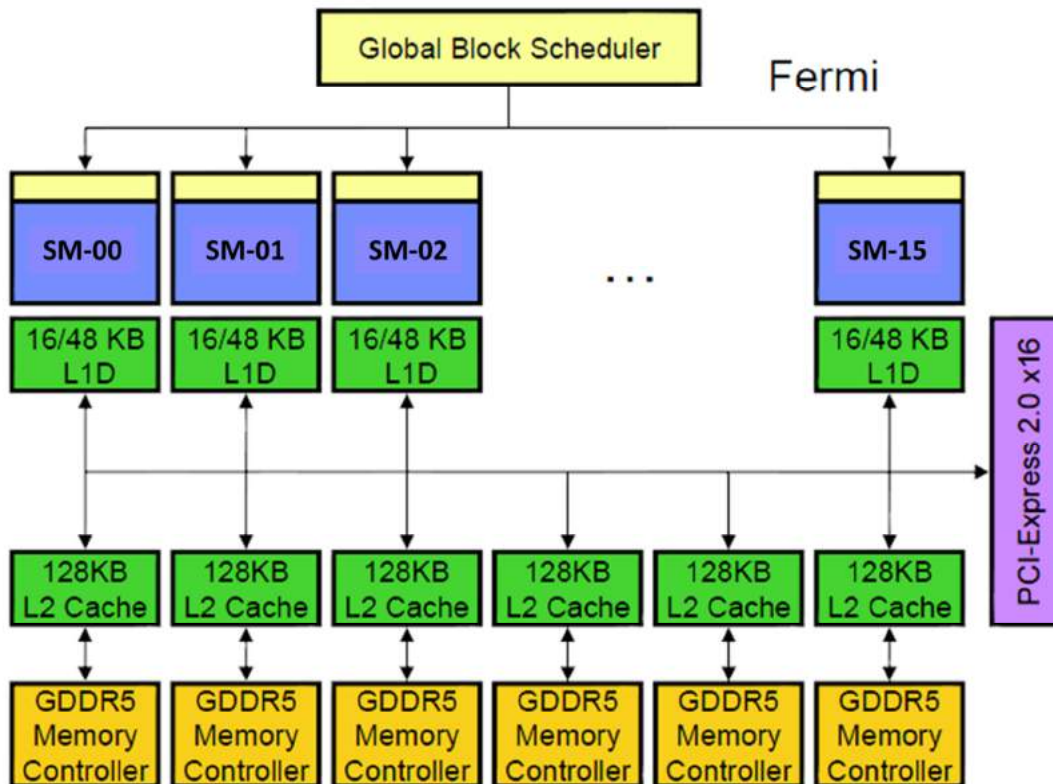 Global Block Scheduler
Fermi
SM-00
SM-01
SM-02
. . .
SM-15
16/48 KB
L1D
16/48 KB
L1D
16/48 KB
L1D
16/48 KB
L1D
PCI-Express 2.0 x16
128KB
L2 Cache
128KB
L2 Cache
128KB
L2 Cache
128KB
L2 Cache
128KB
L2 Cache
128KB
L2 Cache
GDDR5
Memory
Controller
GDDR5
Memory
Controller
GDDR5
Memory
Controller
GDDR5
Memory
Controller
GDDR5
Memory
Controller
GDDR5
Memory
Controller